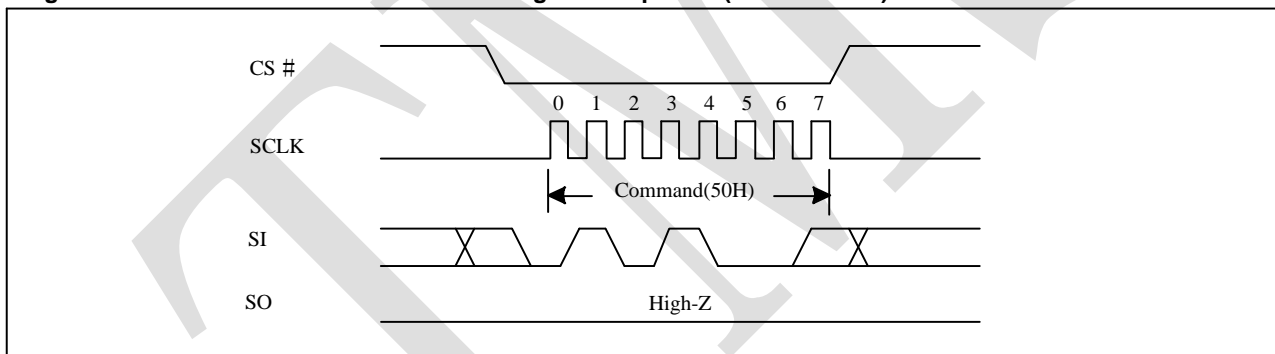 CS #
0 1 2 3 4 5 6 7
SCLK
Command(50H)
SI
SO
High-Z